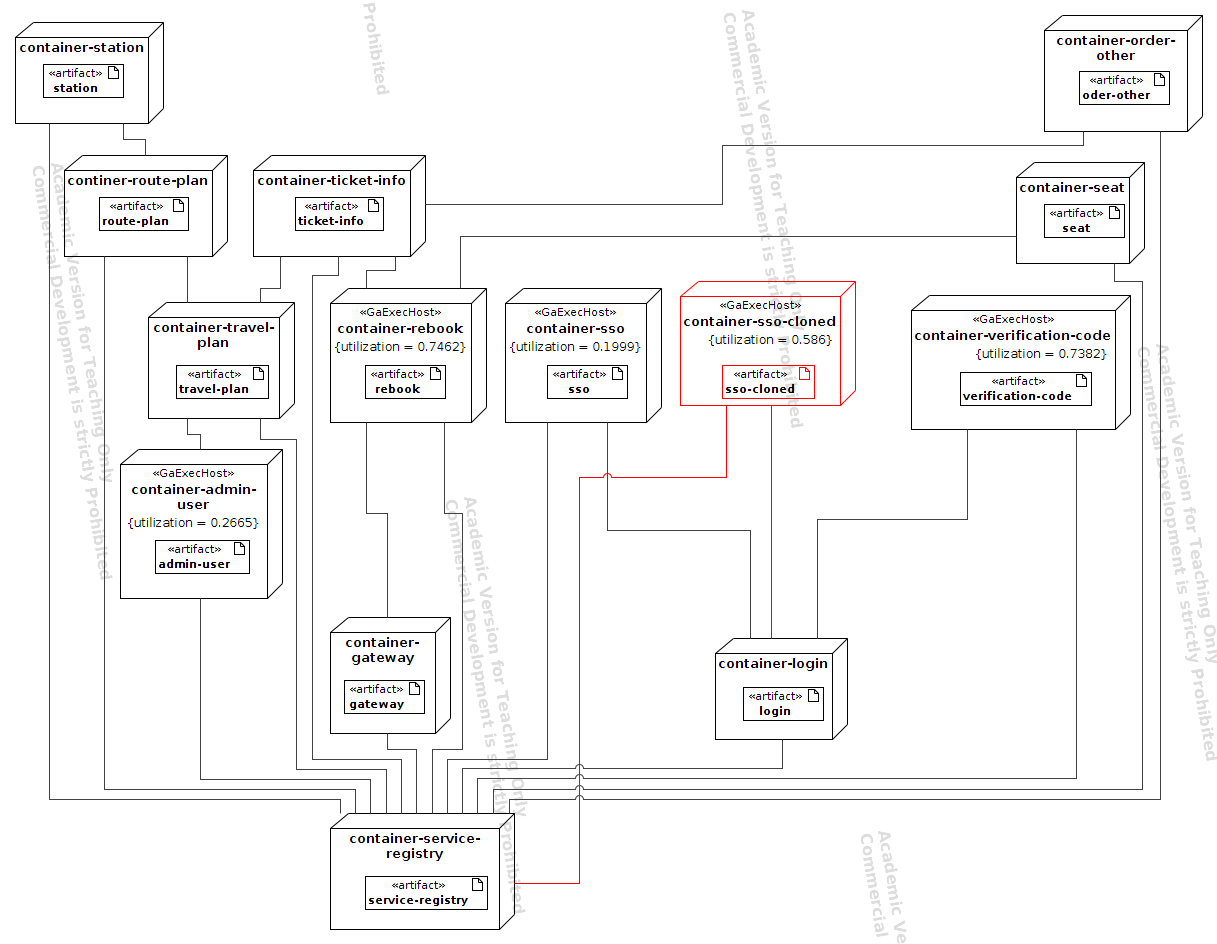 container-station
«artifact»
station
container-order-
other
«artifact»
oder-other
continer-route-plan
«artifact»
route-plan
container-ticket-info
«artifact»
ticket-info
container-seat
«artifact»
seat
container-travel-
plan
«artifact»
travel-plan
«GaExecHost»
container-rebook
{utilization = 0.7462}
«artifact»
rebook
«GaExecHost»
container-sso
{utilization = 0.1999}
«artifact»
sso
«GaExecHost»
container-sso-cloned
{utilization = 0.586}
«artifact»
sso-cloned
«GaExecHost»
container-verification-code
{utilization = 0.7382}
«artifact»
verification-code
«GaExecHost»
container-admin-
user
{utilization = 0.2665}
«artifact»
admin-user
container-
gateway
«artifact»
gateway
container-login
«artifact»
login
container-service-
registry
«artifact»
service-registry
Prohibited
Academic Version for Teaching Only
Commercial Development is strictly Prohibited
Academic Version for Teaching Only
Commercial Development is strictly Prohibited
Academic Version for Teaching Only
Commercial Development is strictly Prohibited
Academic Version for Teaching Only
Commercial Development is strictly Prohibited
Academic Ve
Commercial